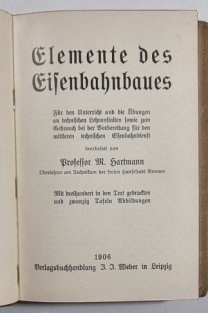 Elemente des
Eisenbahnbaues
Für den Unterricht und die Übungen
an technischen Lehranstalten sowie zum
Gebrauch bei der Vorbereitung für den
mittleren technischen Eisenbahndienst
bearbeitet von
Professor M. Hartmann
Oberlehrer am Technikum der freien Hansestadt Bremen
Mit dreihundert in den Text gedruckten
und zwanzig Tafeln Abbildungen
1906
Verlagsbuchhandlung J. J. Weber in Leipzig